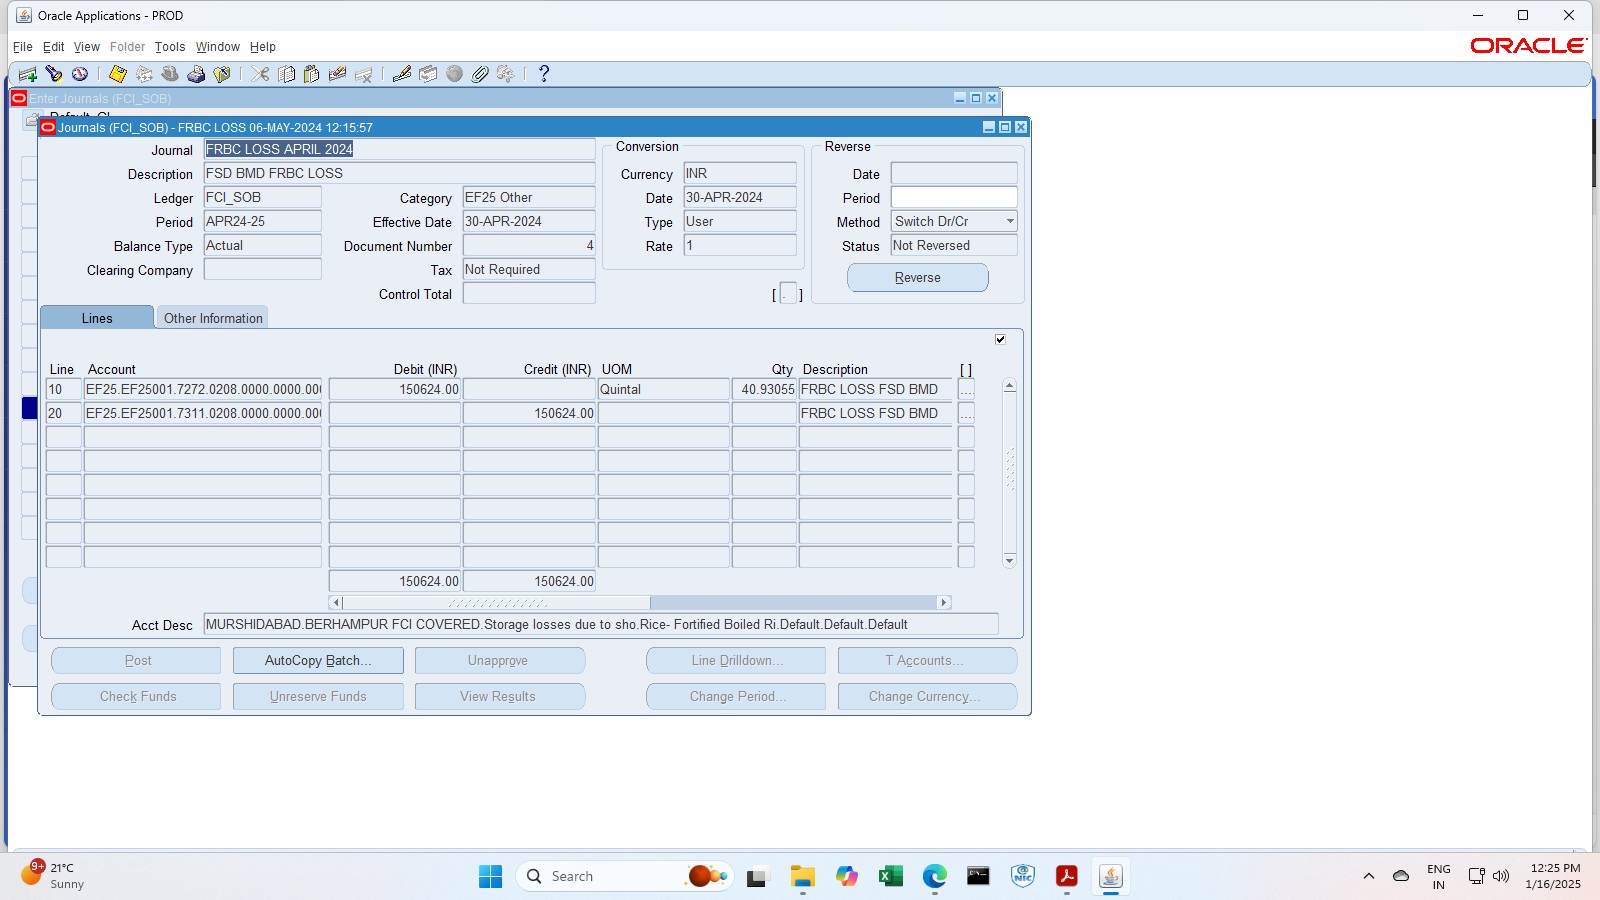 Oracle Applications - PROD
File Edit View Folder Tools Window Help
ORACLE
Enter Journals (FCI_SOB)
Journals (FCI_SOB) - FRBC LOSS 06-MAY-2024 12:15:57
Journal FRBC LOSS APRIL 2024
Description FSD BMD FRBC LOSS
Ledger FCI_SOB Category EF25 Other
Period APR24-25 Effective Date 30-APR-2024
Balance Type Actual Document Number 4
Clearing Company Tax Not Required
Control Total
Conversion
Currency INR
Date 30-APR-2024
Type User
Rate 1
[ . ]
Reverse
Date
Period
Method Switch Dr/Cr
Status Not Reversed
Reverse
Lines Other Information
Line Account Debit (INR) Credit (INR) UOM Qty Description [ ]
10 EF25.EF25001.7272.0208.0000.0000.00( 150624.00 Quintal 40.93055 FRBC LOSS FSD BMD ....
20 EF25.EF25001.7311.0208.0000.0000.00( 150624.00 FRBC LOSS FSD BMD ....
150624.00 150624.00
Acct Desc MURSHIDABAD.BERHAMPUR FCI COVERED.Storage losses due to sho.Rice- Fortified Boiled Ri.Default.Default.Default
Post AutoCopy Batch... Unapprove Line Drilldown... T Accounts...
Check Funds Unreserve Funds View Results Change Period... Change Currency...
9+
21°C
Sunny
Search
NIC
ENG
IN
12:25 PM
1/16/2025